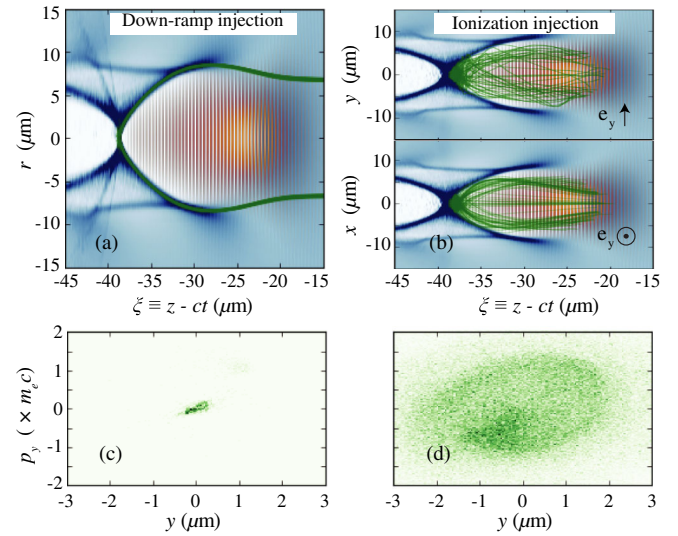 Down-ramp injection
Ionization injection
15
10
5
0
-5
-10
-15
r (μm)
(a)
-45 -40 -35 -30 -25 -20 -15
ξ ≡ z - ct (μm)
10
0
-10
y (μm)
e_y
10
0
-10
x (μm)
(b)
e_y
-45 -40 -35 -30 -25 -20 -15
ξ ≡ z - ct (μm)
2
1
0
-1
-2
p_y ( × m_e c)
(c)
-3 -2 -1 0 1 2 3
y (μm)
(d)
-3 -2 -1 0 1 2 3
y (μm)